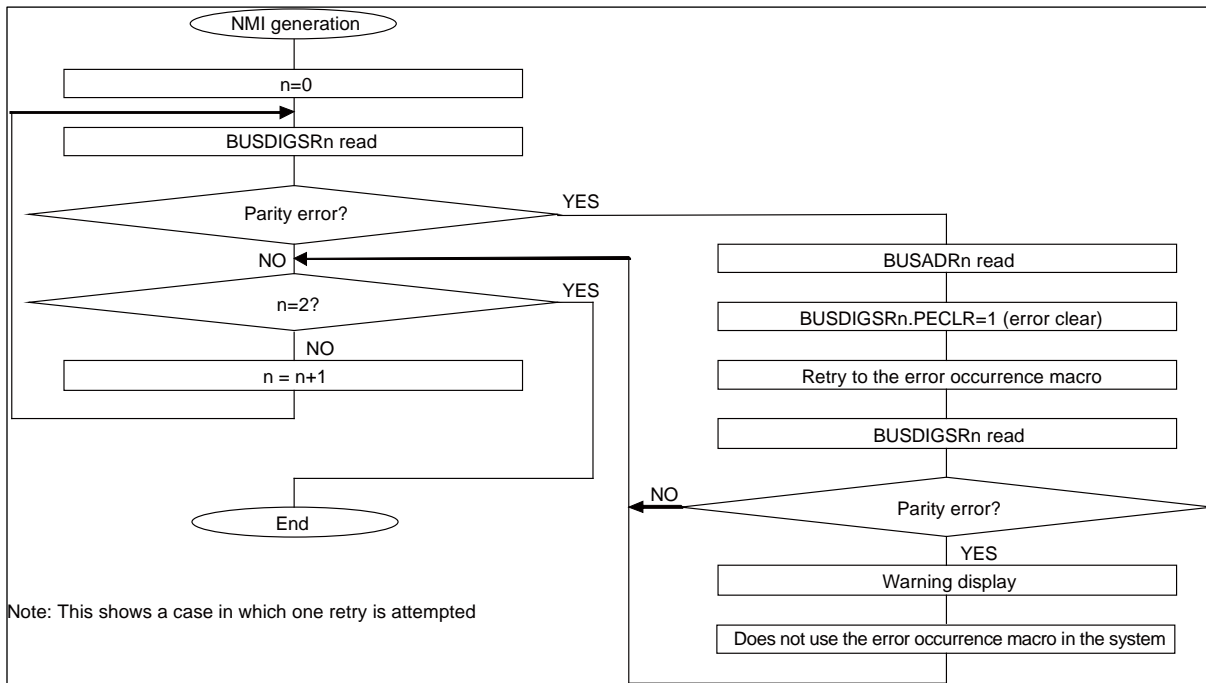 NMI generation
n=0
BUSDIGSRn read
Parity error?
YES
NO
n=2?
YES
NO
n = n+1
End
BUSADRn read
BUSDIGSRn.PECLR=1 (error clear)
Retry to the error occurrence macro
BUSDIGSRn read
NO
Parity error?
YES
Warning display
Does not use the error occurrence macro in the system
Note: This shows a case in which one retry is attempted